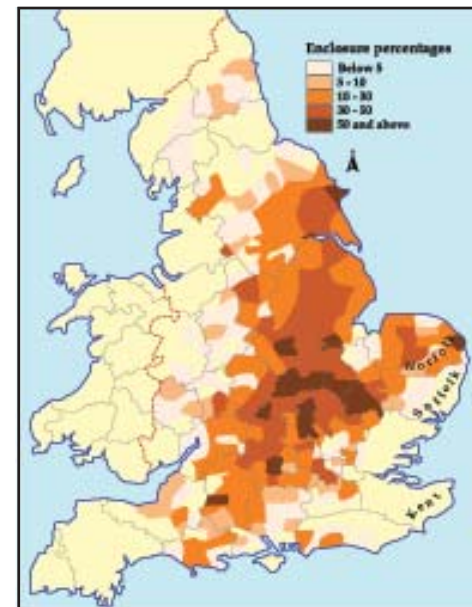 Enclosure percentages
Below 5
5 - 10
10 - 30
30 - 50
50 and above
Norfolk
Suffolk
Kent